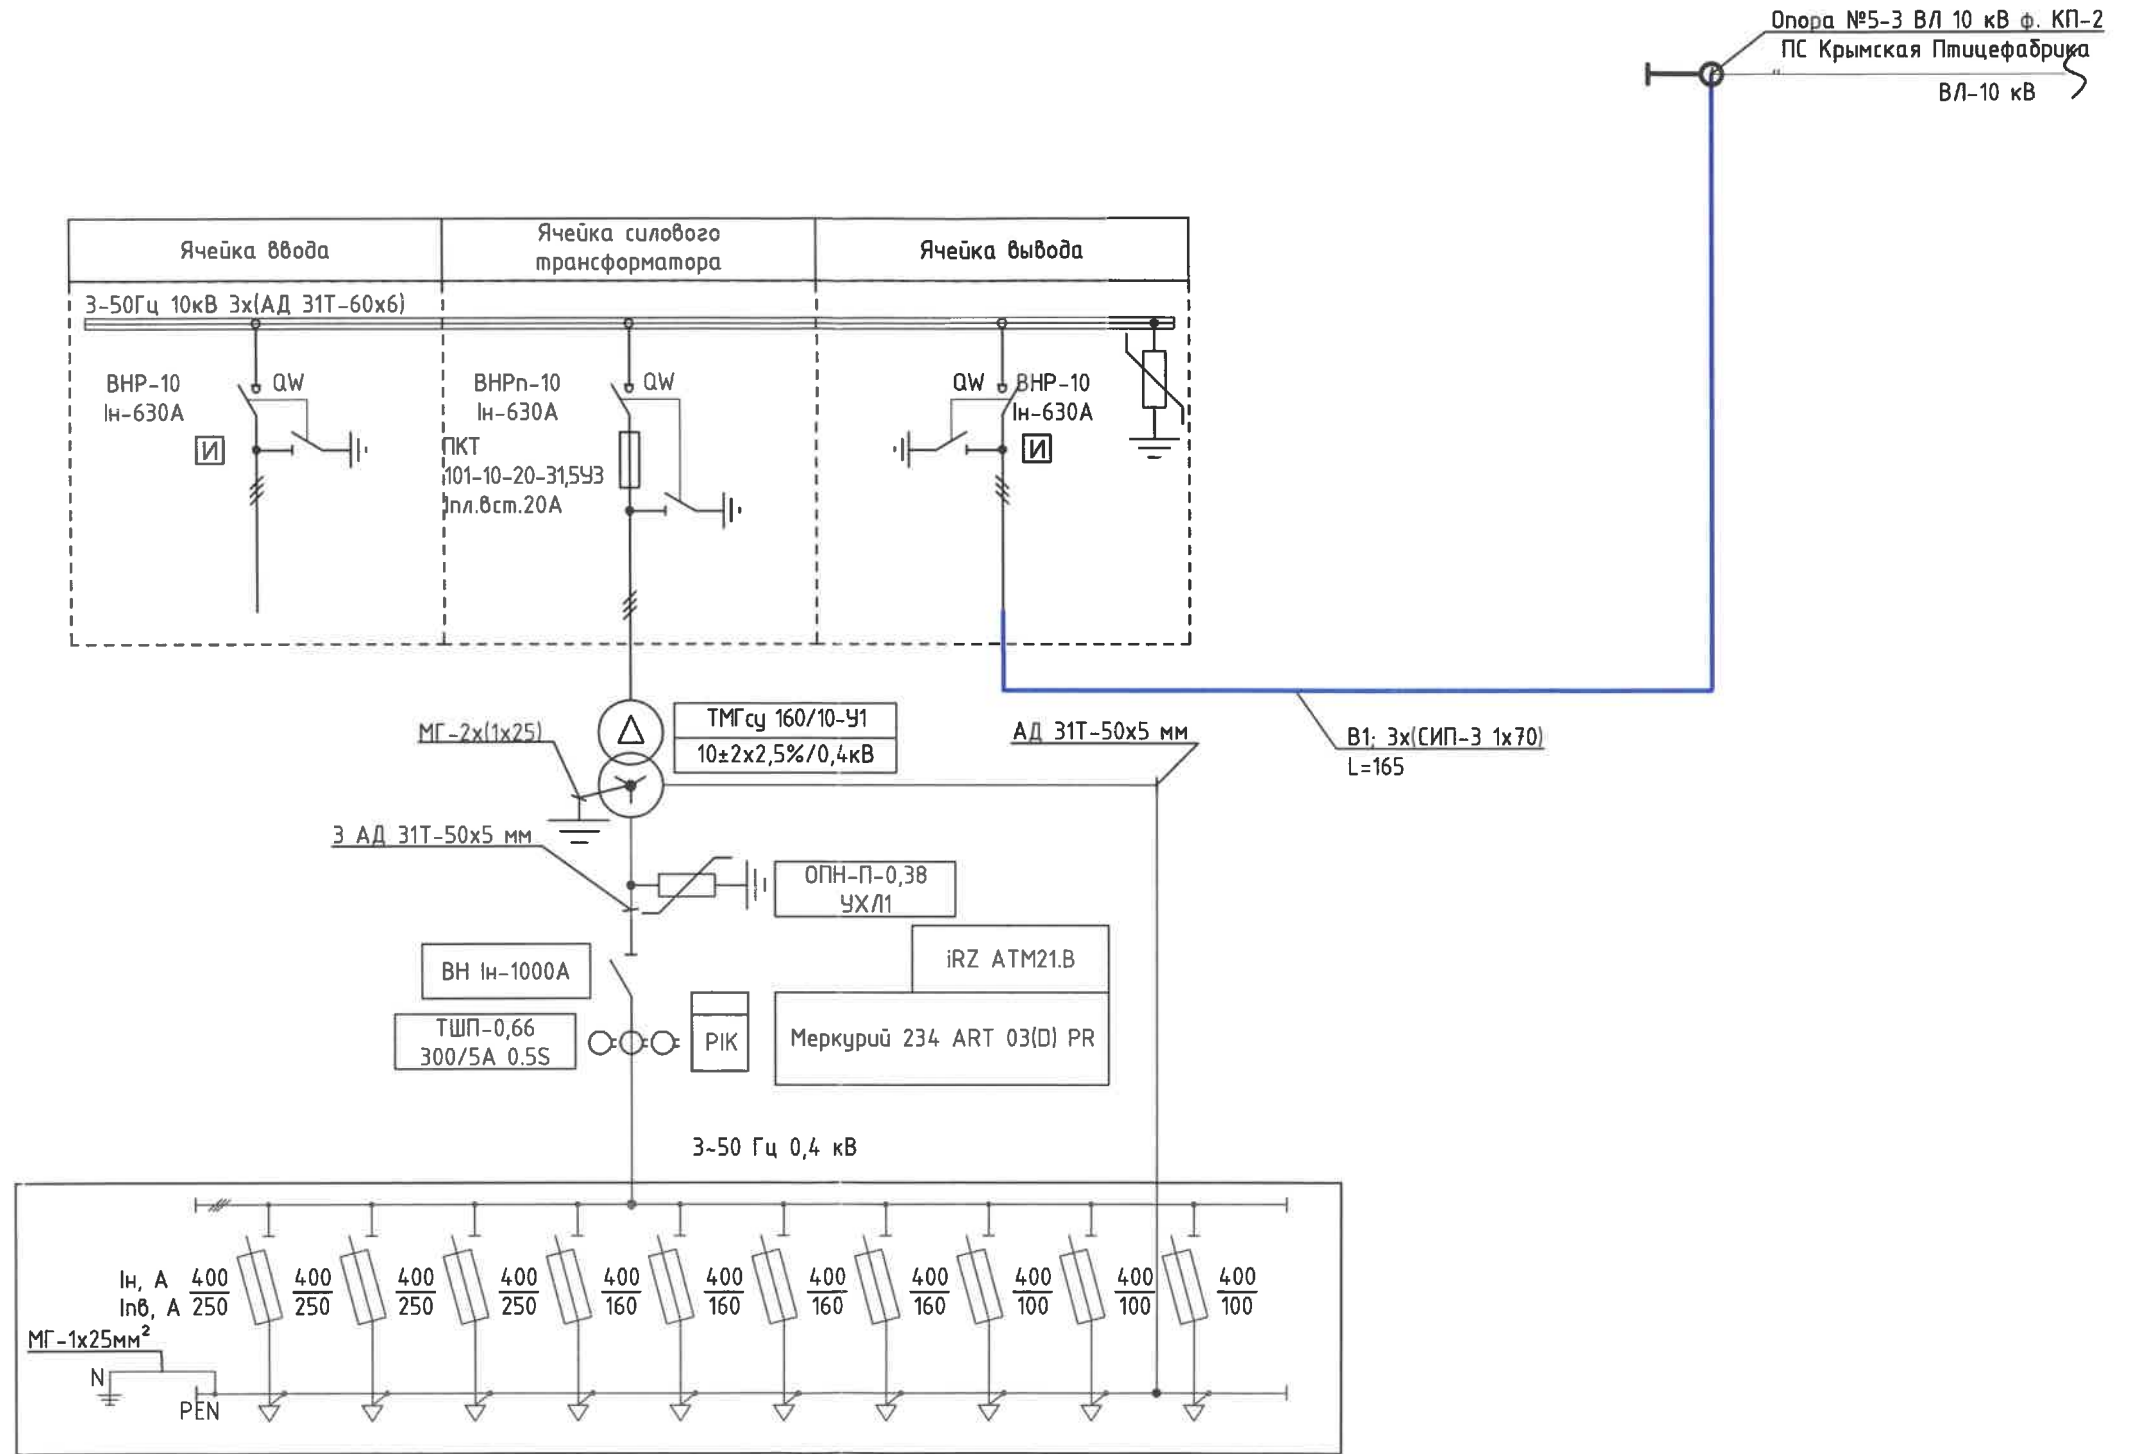 Опора №5-3 ВЛ 10 кВ ф. КП-2
ПС Крымская Птицефабрика
ВЛ-10 кВ
Ячейка ввода
Ячейка силового
трансформатора
Ячейка вывода
3-50Гц 10кВ 3х(АД 31Т-60х6)
ВНР-10
Iн-630А
QW
И
ВНРп-10
Iн-630А
QW
ПКТ
101-10-20-31,5У3
Iпл.вст.20А
QW
ВНР-10
Iн-630А
И
МГ-2х(1х25)
ТМГсу 160/10-У1
10±2х2,5%/0,4кВ
АД 31Т-50х5 мм
В1; 3х(СИП-3 1х70)
L=165
3 АД 31Т-50х5 мм
ОПН-П-0,38
УХЛ1
ВН Iн-1000А
iRZ ATM21.B
ТШП-0,66
300/5А 0.5S
PIK
Меркурий 234 ART 03(D) PR
3~50 Гц 0,4 кВ
Iн, А 400 400 400 400 400 400 400 400 400 400 400
Iпв, А 250 250 250 250 160 160 160 160 100 100 100
МГ-1х25мм²
N
PEN